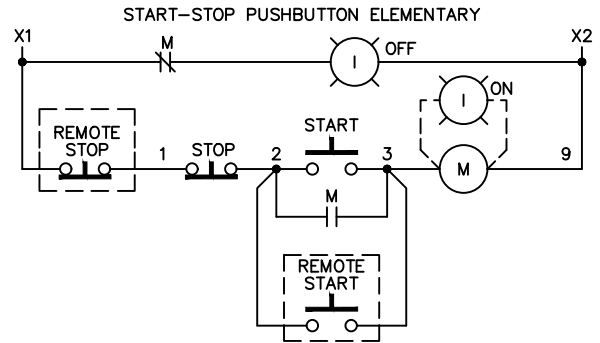 START-STOP PUSHBUTTON ELEMENTARY
X1
X2
M
I
OFF
I
ON
REMOTE
STOP
1
STOP
2
START
3
M
9
M
REMOTE
START